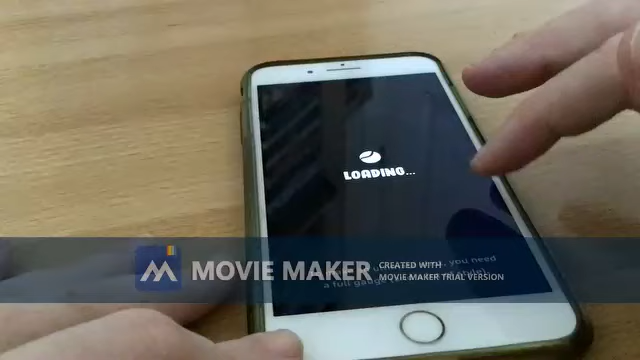 LOADING...
you need
a full gauge
MOVIE MAKER
CREATED WITH
MOVIE MAKER TRIAL VERSION